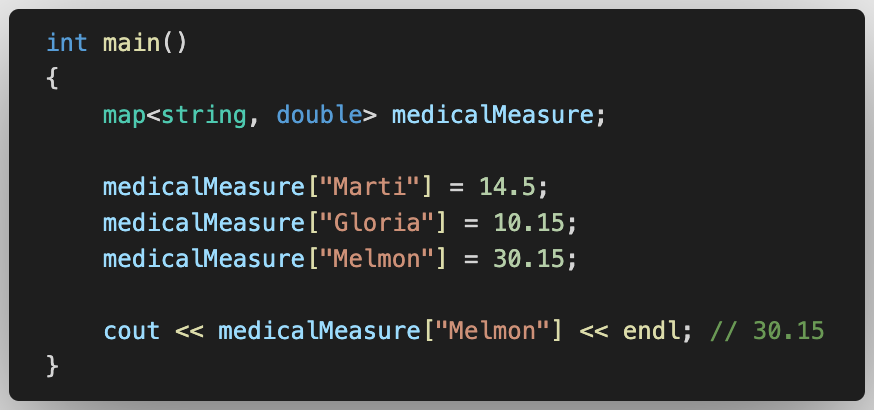 int main()
{
    map<string, double> medicalMeasure;

    medicalMeasure["Marti"] = 14.5;
    medicalMeasure["Gloria"] = 10.15;
    medicalMeasure["Melmon"] = 30.15;

    cout << medicalMeasure["Melmon"] << endl; // 30.15
}